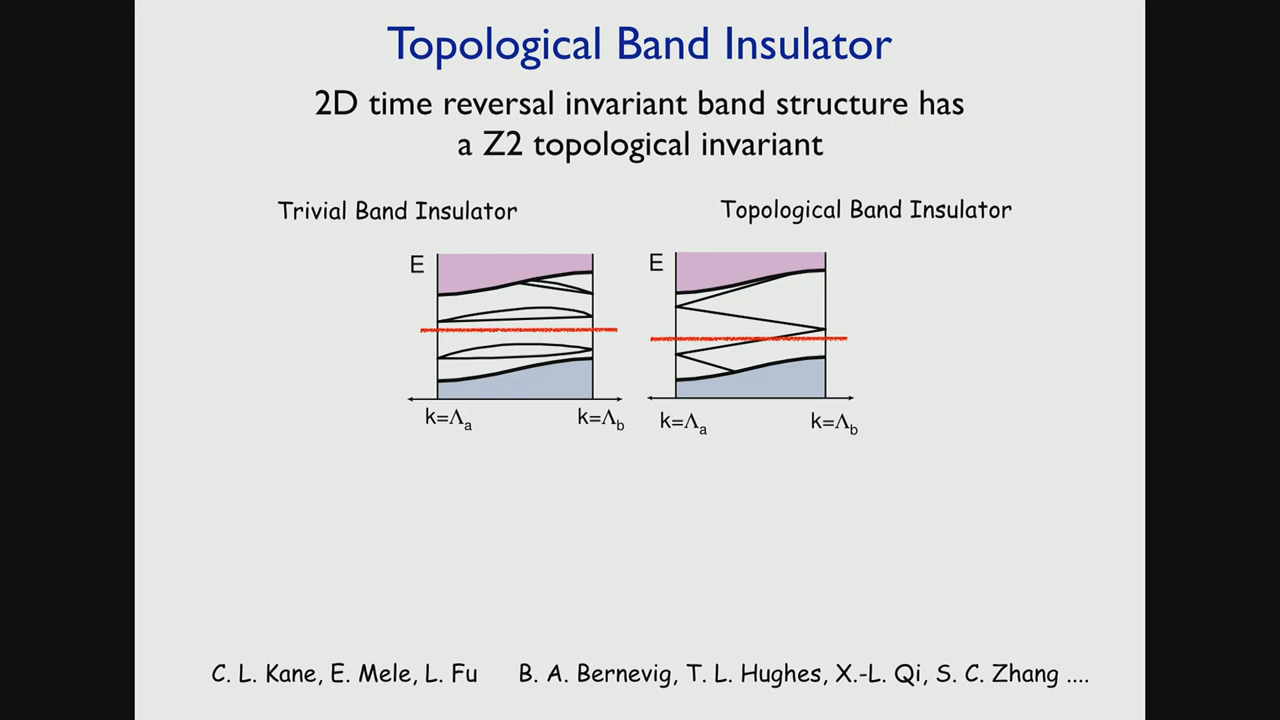 Topological Band Insulator
2D time reversal invariant band structure has
a Z2 topological invariant
Trivial Band Insulator
Topological Band Insulator
E
E
k=Λa
k=Λb
k=Λa
k=Λb
C. L. Kane, E. Mele, L. Fu
B. A. Bernevig, T. L. Hughes, X.-L. Qi, S. C. Zhang ....